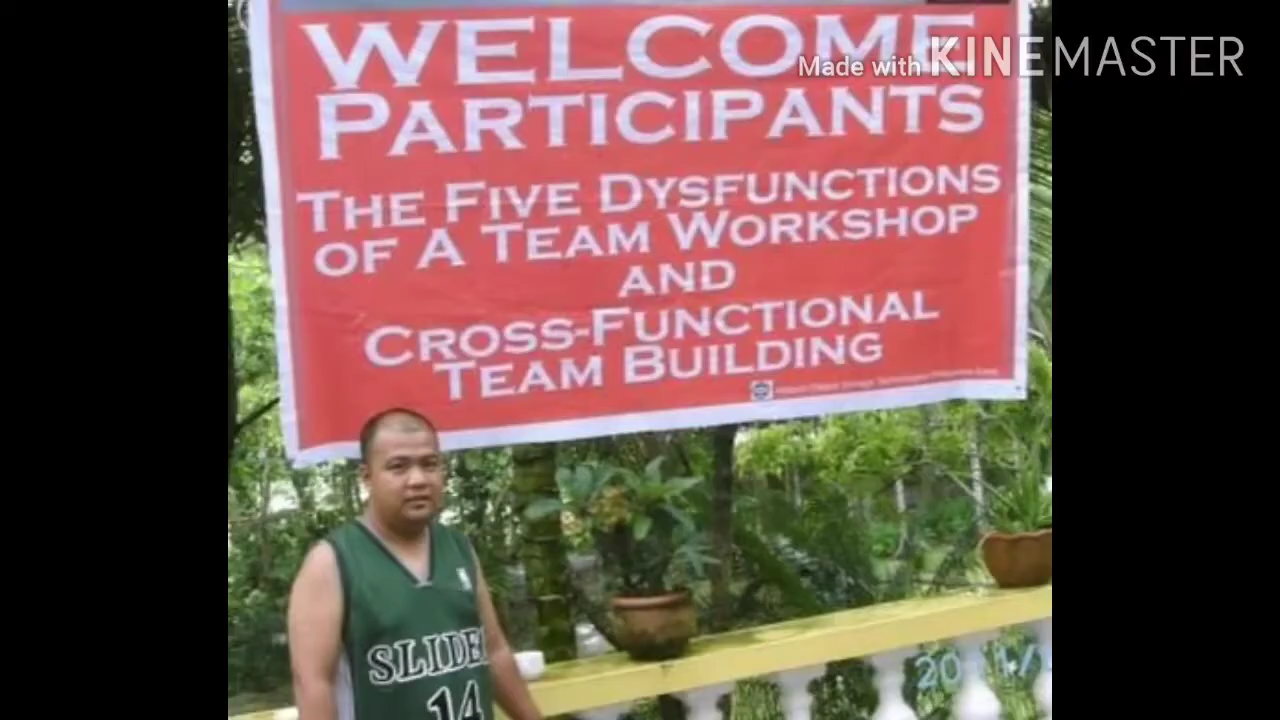 WELCOME
PARTICIPANTS
THE FIVE DYSFUNCTIONS
OF A TEAM WORKSHOP
AND
CROSS-FUNCTIONAL
TEAM BUILDING
Made with KINEMASTER
SLIDE
14